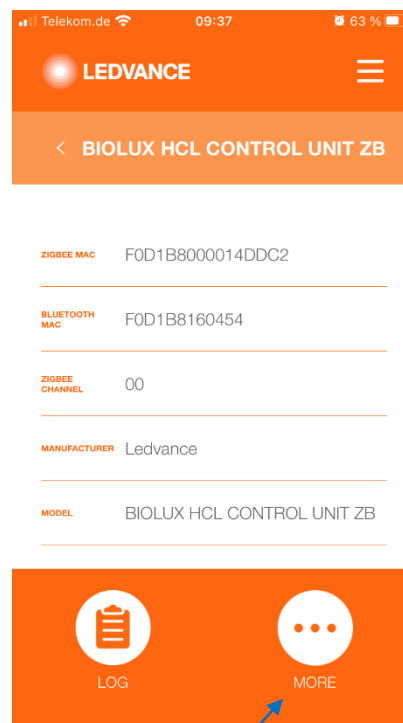 Telekom.de 09:37 63 %
LEDVANCE
< BIOLUX HCL CONTROL UNIT ZB
ZIGBEE MAC F0D1B8000014DDC2
BLUETOOTH
MAC F0D1B8160454
ZIGBEE
CHANNEL 00
MANUFACTURER Ledvance
MODEL BIOLUX HCL CONTROL UNIT ZB
LOG MORE